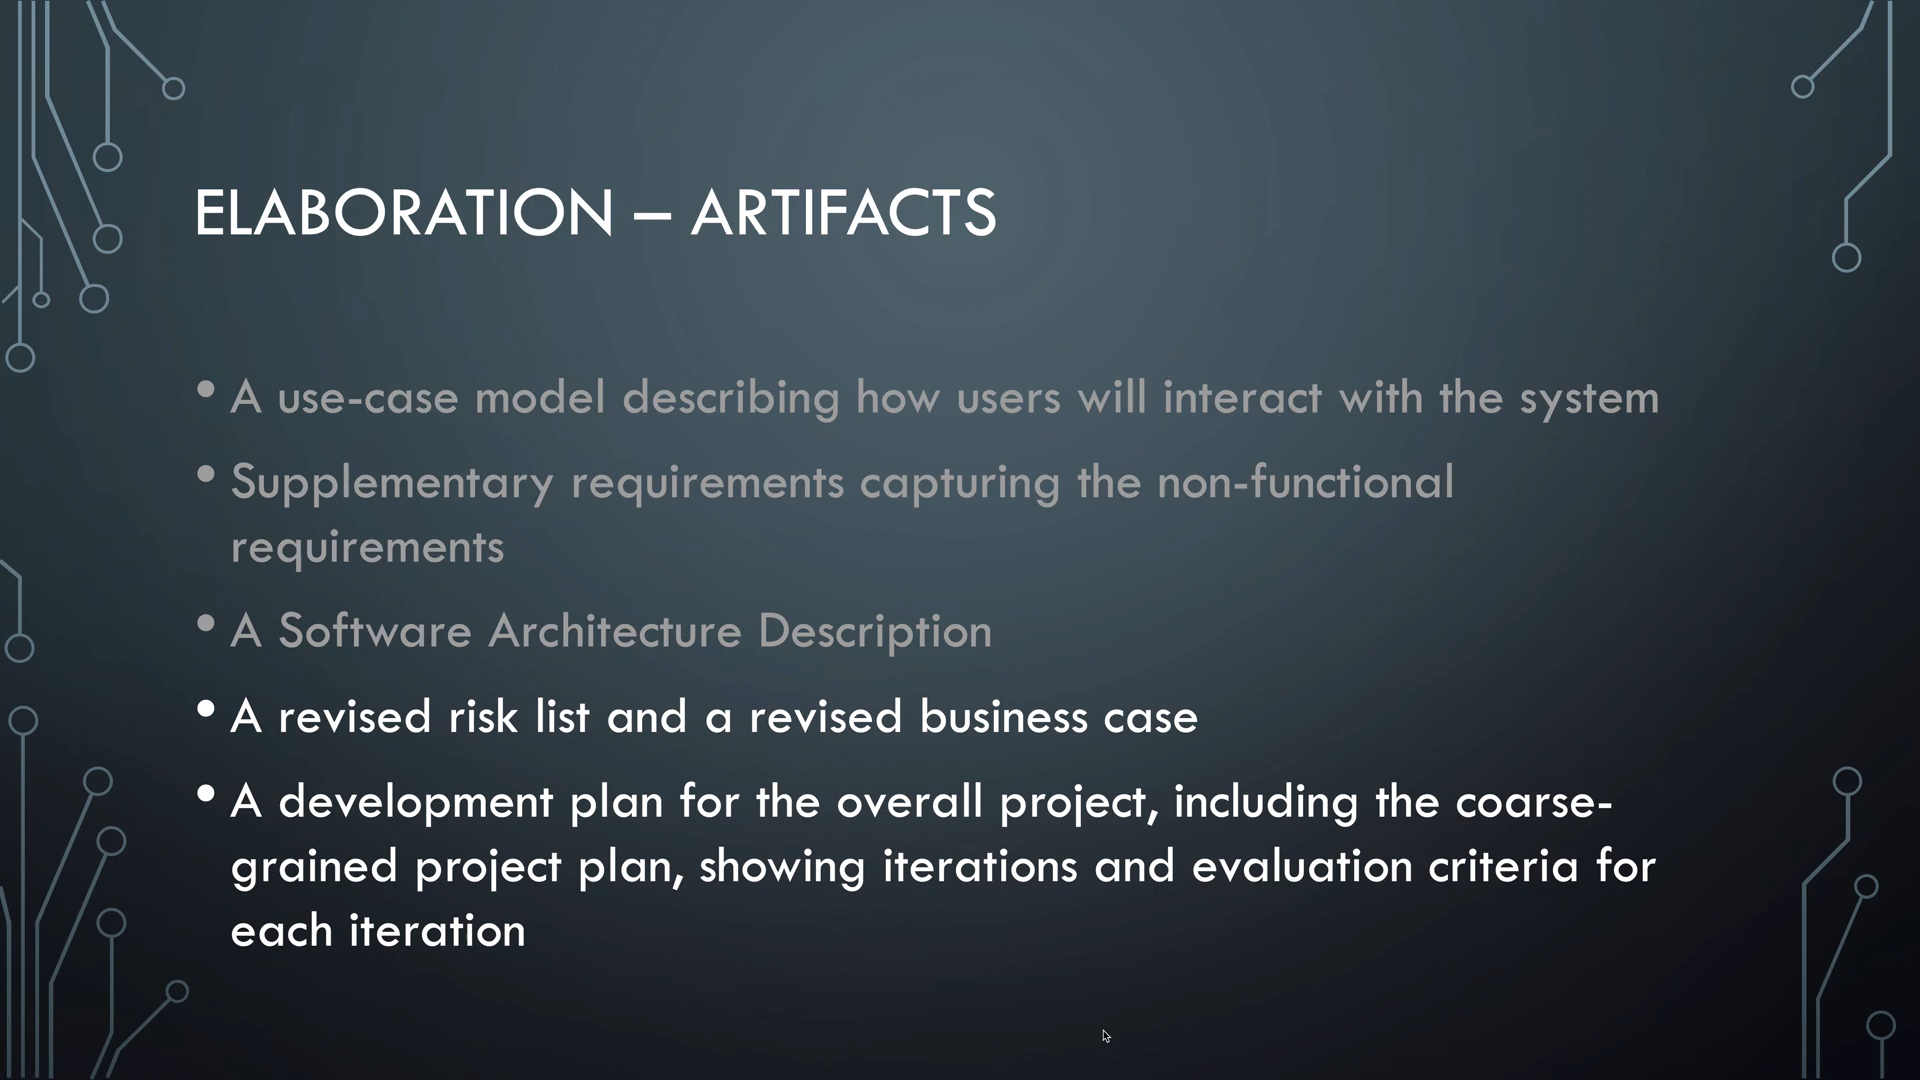 ELABORATION – ARTIFACTS
• A use-case model describing how users will interact with the system
• Supplementary requirements capturing the non-functional
requirements
• A Software Architecture Description
• A revised risk list and a revised business case
• A development plan for the overall project, including the coarse-
grained project plan, showing iterations and evaluation criteria for
each iteration